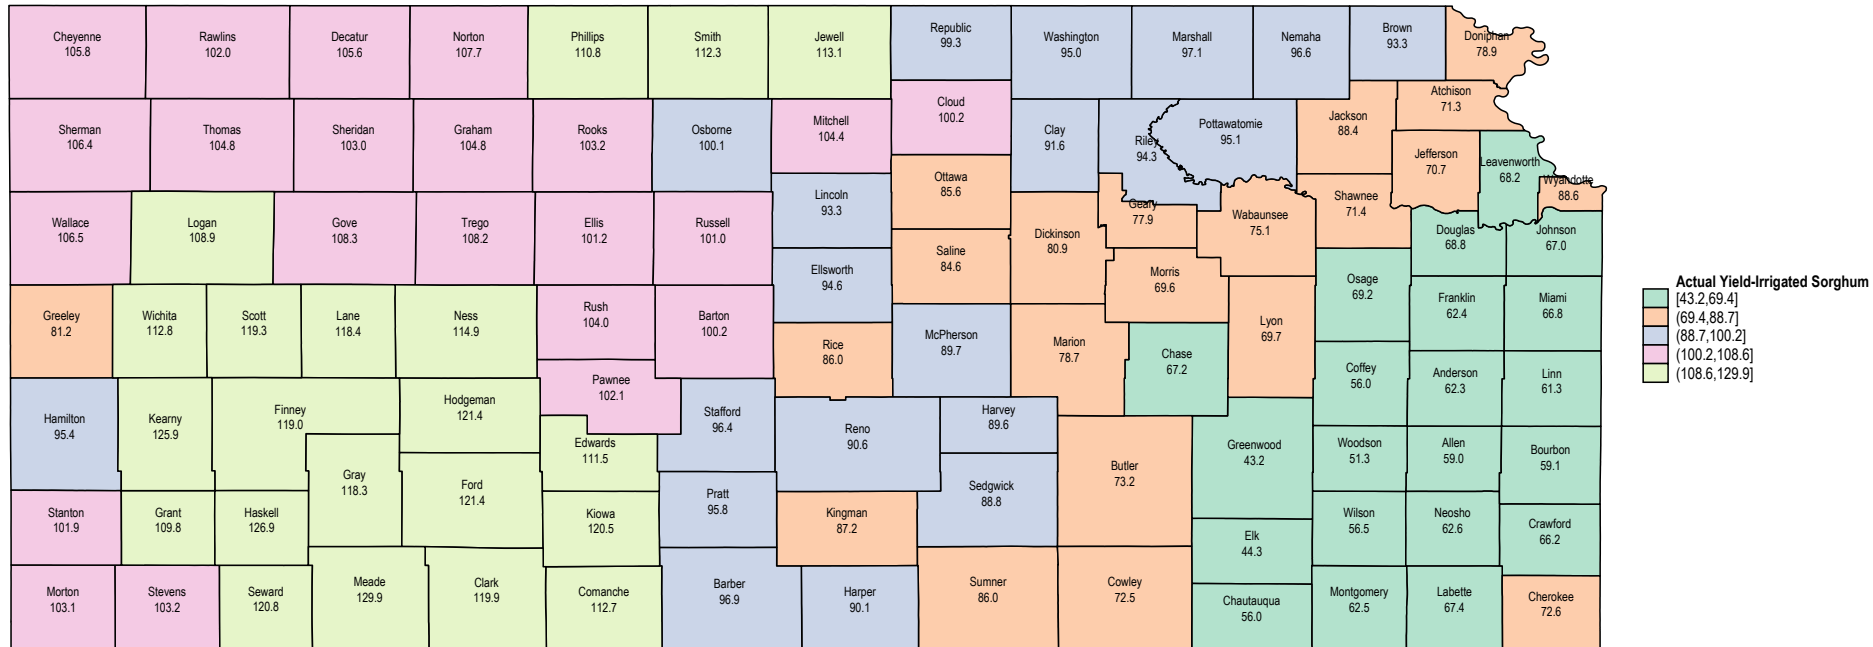 Cheyenne
105.8
Rawlins
102.0
Decatur
105.6
Norton
107.7
Phillips
110.8
Smith
112.3
Jewell
113.1
Republic
99.3
Washington
95.0
Marshall
97.1
Nemaha
96.6
Brown
93.3
Doniphan
78.9
Sherman
106.4
Thomas
104.8
Sheridan
103.0
Graham
104.8
Rooks
103.2
Osborne
100.1
Mitchell
104.4
Cloud
100.2
Clay
91.6
Riley
94.3
Pottawatomie
95.1
Jackson
88.4
Atchison
71.3
Jefferson
70.7
Leavenworth
68.2
Wyandotte
88.6
Wallace
106.5
Logan
108.9
Gove
108.3
Trego
108.2
Ellis
101.2
Russell
101.0
Lincoln
93.3
Ottawa
85.6
Saline
84.6
Dickinson
80.9
Geary
77.9
Wabaunsee
75.1
Shawnee
71.4
Douglas
68.8
Johnson
67.0
Ellsworth
94.6
Morris
69.6
Osage
69.2
Franklin
62.4
Miami
66.8
Greeley
81.2
Wichita
112.8
Scott
119.3
Lane
118.4
Ness
114.9
Rush
104.0
Barton
100.2
Rice
86.0
McPherson
89.7
Marion
78.7
Chase
67.2
Lyon
69.7
Coffey
56.0
Anderson
62.3
Linn
61.3
Hamilton
95.4
Kearny
125.9
Finney
119.0
Hodgeman
121.4
Pawnee
102.1
Stafford
96.4
Reno
90.6
Harvey
89.6
Edwards
111.5
Gray
118.3
Ford
121.4
Butler
73.2
Greenwood
43.2
Woodson
51.3
Allen
59.0
Bourbon
59.1
Stanton
101.9
Grant
109.8
Haskell
126.9
Kiowa
120.5
Pratt
95.8
Kingman
87.2
Sedgwick
88.8
Elk
44.3
Wilson
56.5
Neosho
62.6
Crawford
66.2
Morton
103.1
Stevens
103.2
Seward
120.8
Meade
129.9
Clark
119.9
Comanche
112.7
Barber
96.9
Harper
90.1
Sumner
86.0
Cowley
72.5
Chautauqua
56.0
Montgomery
62.5
Labette
67.4
Cherokee
72.6
Actual Yield-Irrigated Sorghum
[43.2,69.4]
(69.4,88.7]
(88.7,100.2]
(100.2,108.6]
(108.6,129.9]